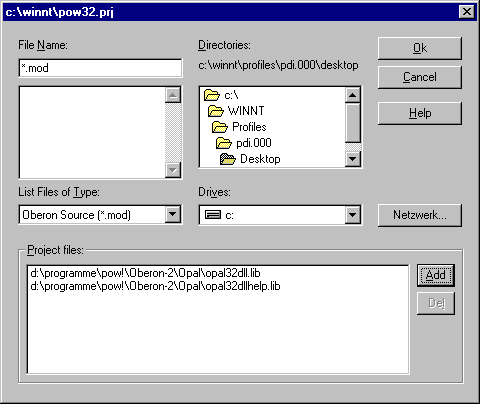 c:\winnt\pow32.prj
File Name:
*.mod
Directories:
c:\winnt\profiles\pdi.000\desktop
c:\
WINNT
Profiles
pdi.000
Desktop
Ok
Cancel
Help
List Files of Type:
Oberon Source (*.mod)
Drives:
c:
Netzwerk...
Project files:
d:\programme\pow!\Oberon-2\Opal\opal32dll.lib
d:\programme\pow!\Oberon-2\Opal\opal32dllhelp.lib
Add
Del